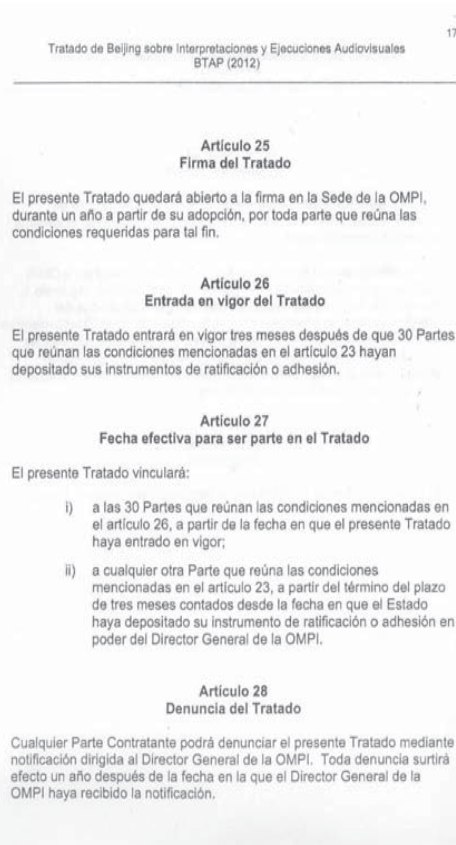 17
Tratado de Beijing sobre Interpretaciones y Ejecuciones Audiovisuales
BTAP (2012)
Artículo 25
Firma del Tratado
El presente Tratado quedará abierto a la firma en la Sede de la OMPI,
durante un año a partir de su adopción, por toda parte que reúna las
condiciones requeridas para tal fin.
Artículo 26
Entrada en vigor del Tratado
El presente Tratado entrará en vigor tres meses después de que 30 Partes
que reúnan las condiciones mencionadas en el artículo 23 hayan
depositado sus instrumentos de ratificación o adhesión.
Artículo 27
Fecha efectiva para ser parte en el Tratado
El presente Tratado vinculará:
i) a las 30 Partes que reúnan las condiciones mencionadas en
el artículo 26, a partir de la fecha en que el presente Tratado
haya entrado en vigor;
ii) a cualquier otra Parte que reúna las condiciones
mencionadas en el artículo 23, a partir del término del plazo
de tres meses contados desde la fecha en que el Estado
haya depositado su instrumento de ratificación o adhesión en
poder del Director General de la OMPI.
Artículo 28
Denuncia del Tratado
Cualquier Parte Contratante podrá denunciar el presente Tratado mediante
notificación dirigida al Director General de la OMPI. Toda denuncia surtirá
efecto un año después de la fecha en la que el Director General de la
OMPI haya recibido la notificación.